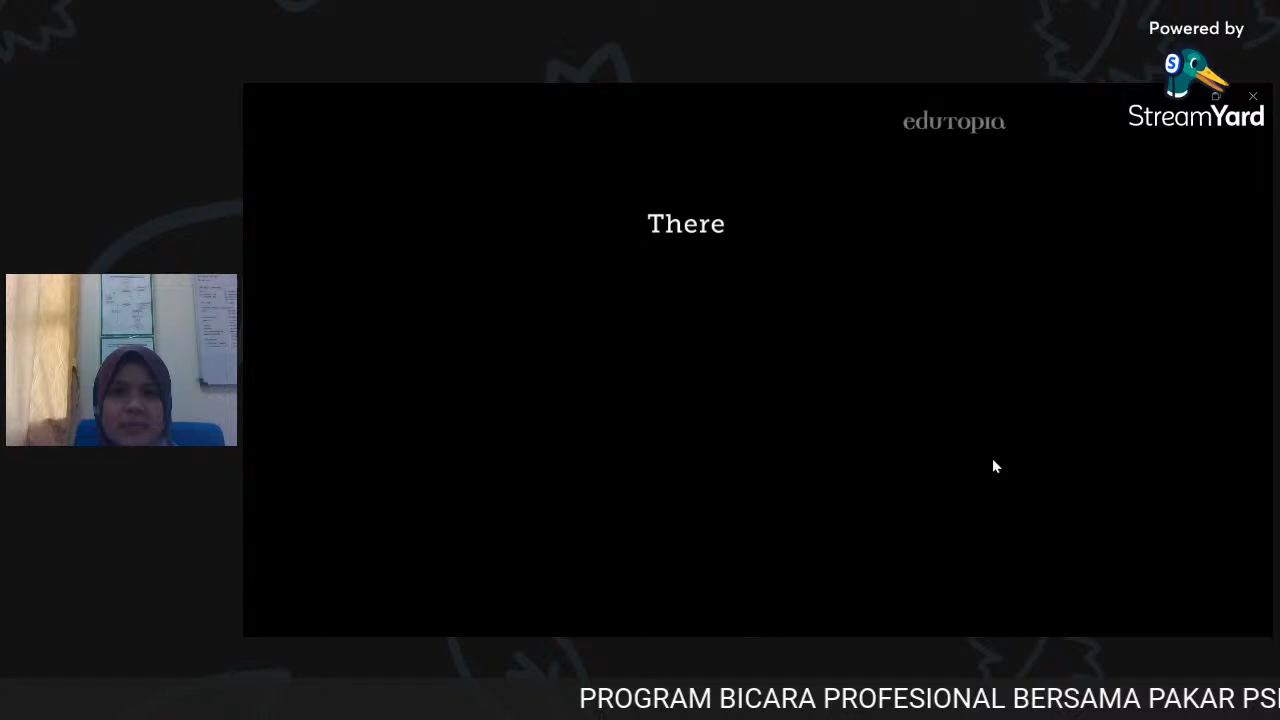 Powered by
StreamYard
edutopia
There
PROGRAM BICARA PROFESIONAL BERSAMA PAKAR PS